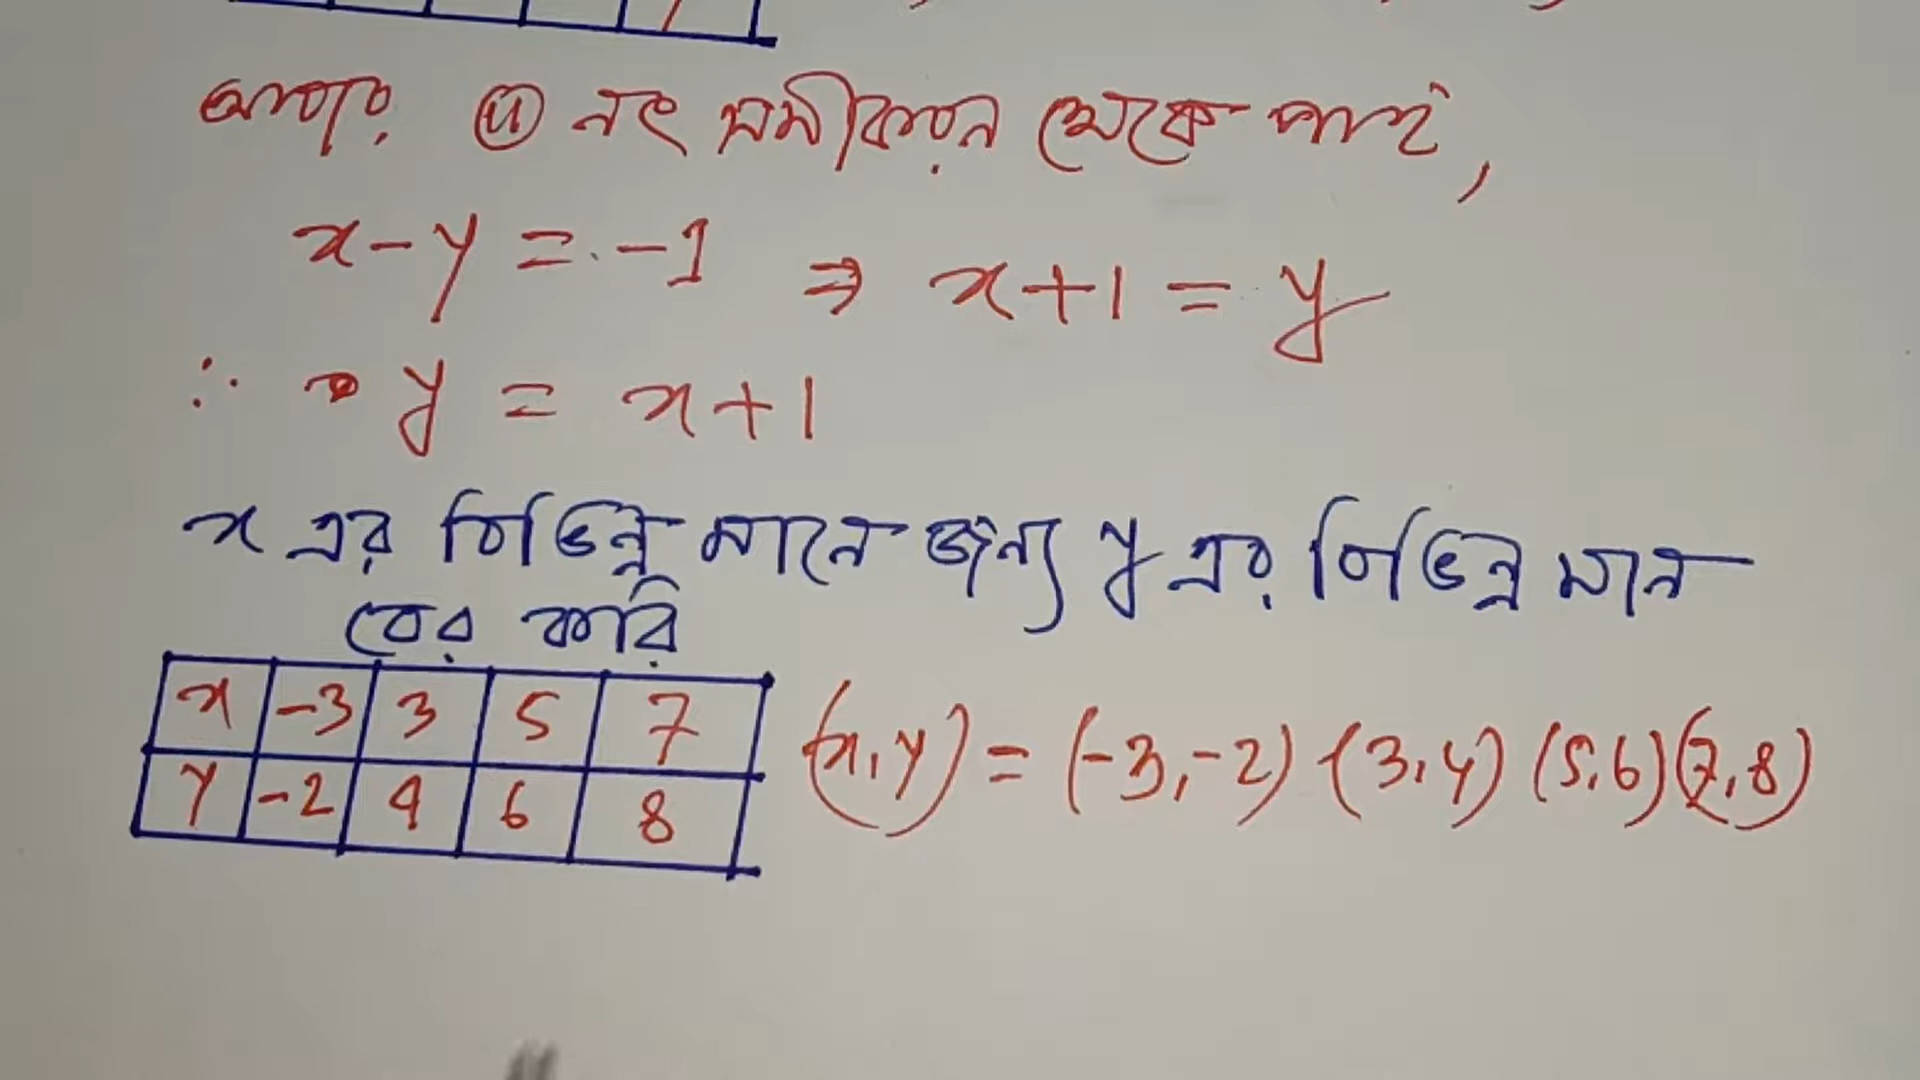 আবার, (ii) নং সমীকরন থেকে পাই,
x-y = -1 ⇒ x+1 = y
∴ y = x+1
x এর বিভিন্ন মানে জন্য y এর বিভিন্ন মান
বের করি
x -3 3 5 7
y -2 4 6 8
(x,y) = (-3,-2) (3,4) (5,6) (7,8)